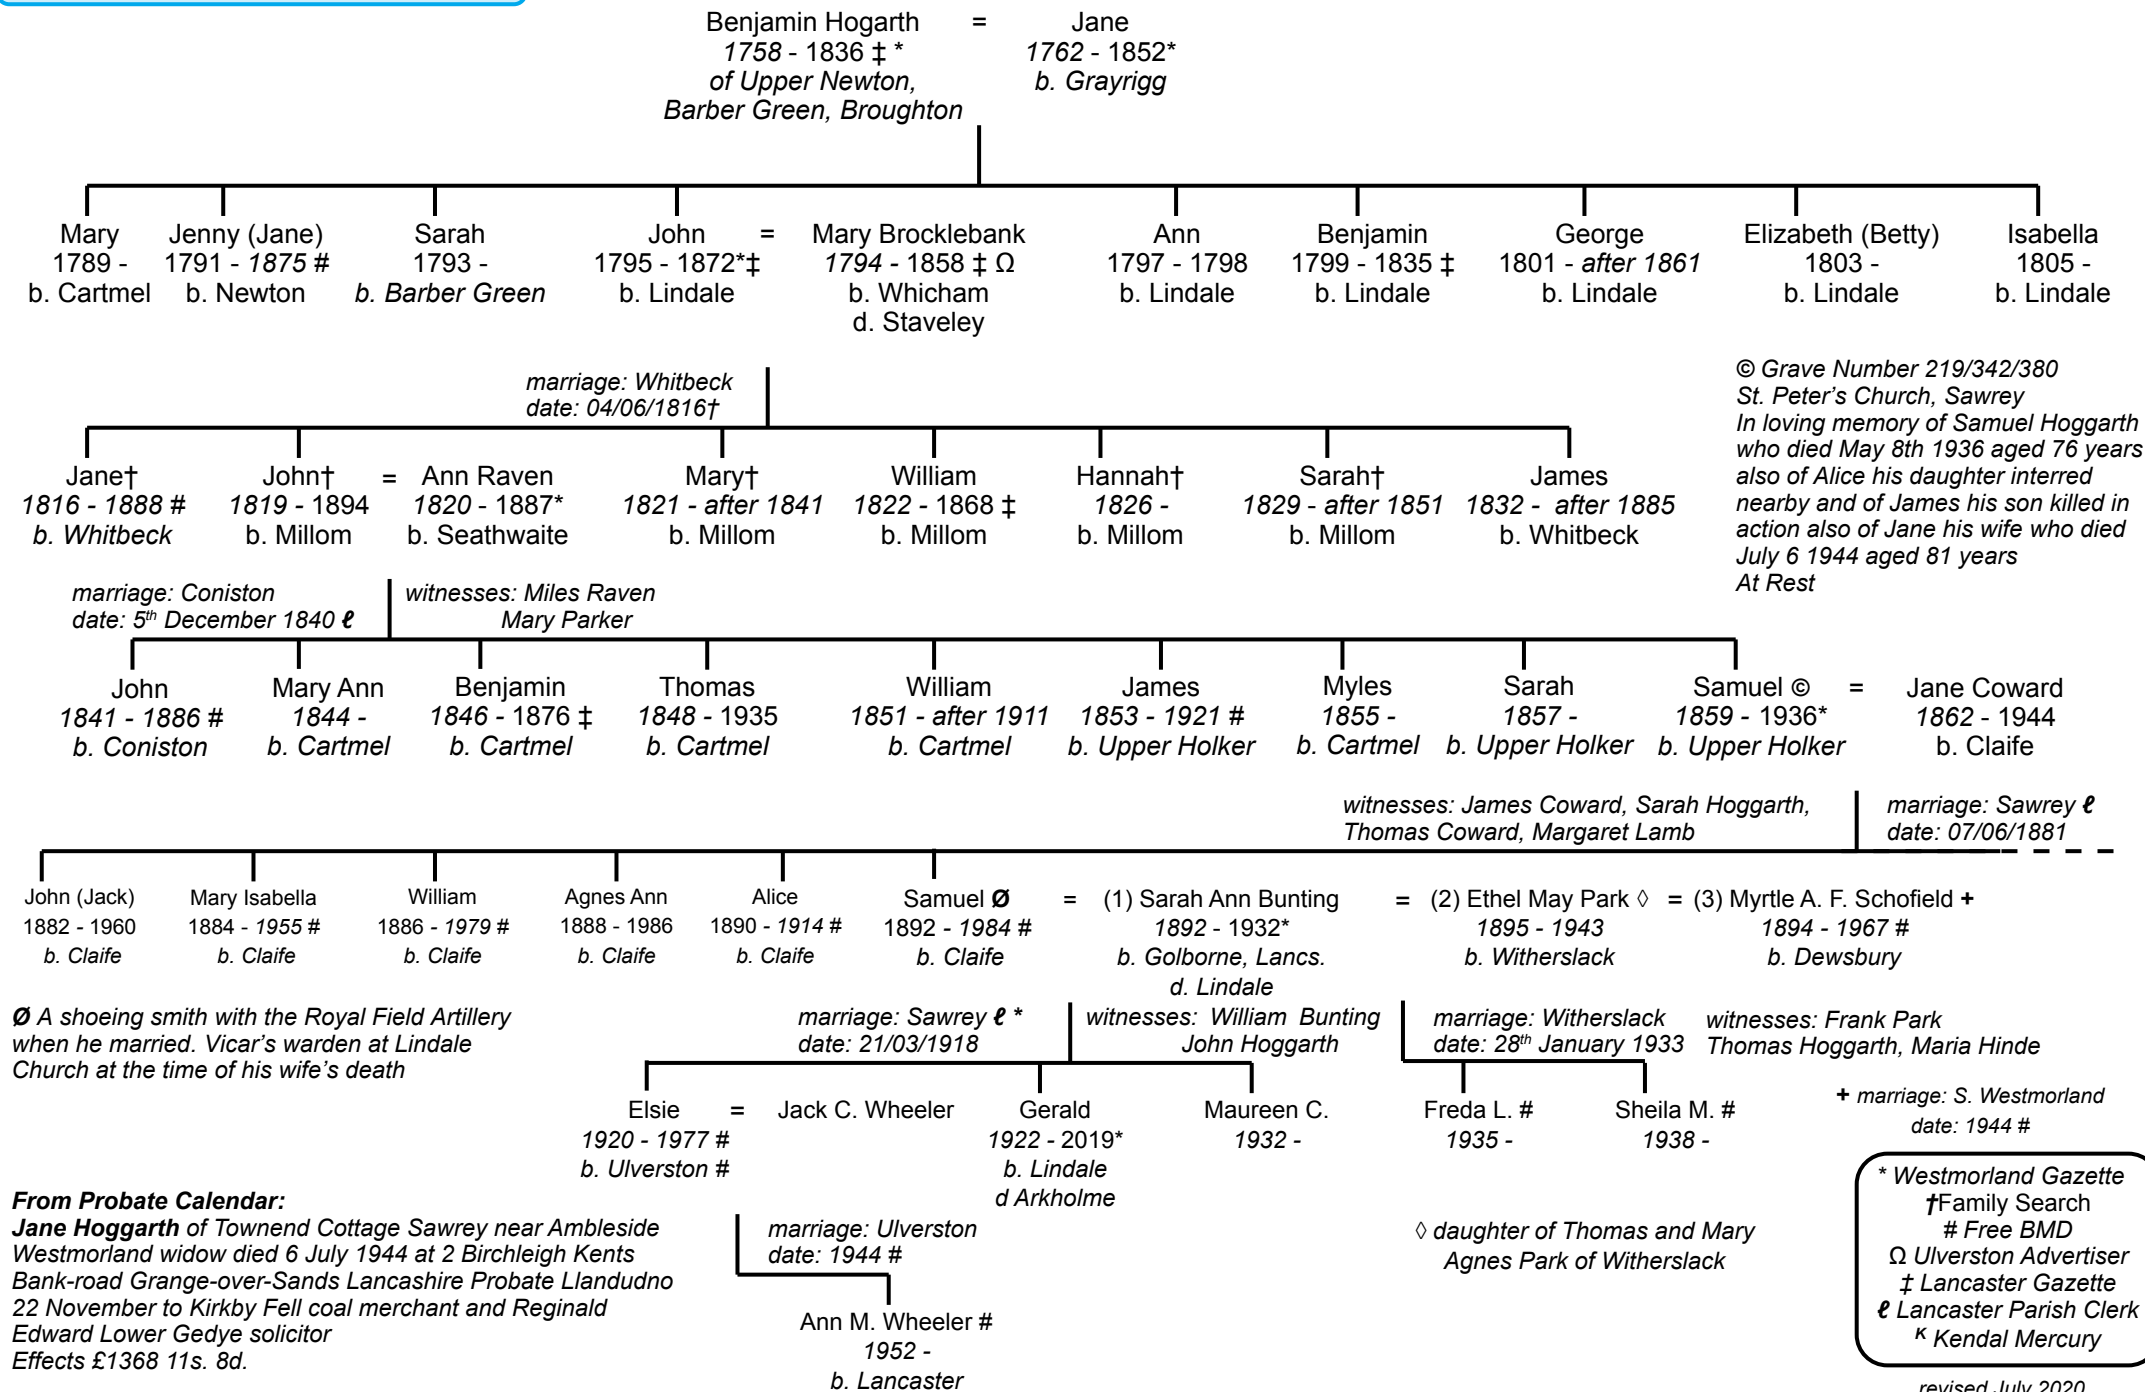 Benjamin Hogarth = Jane
1758 - 1836 ‡ * 1762 - 1852*
of Upper Newton, b. Grayrigg
Barber Green, Broughton
Mary Jenny (Jane) Sarah John = Mary Brocklebank Ann Benjamin George Elizabeth (Betty) Isabella
1789 - 1791 - 1875 # 1793 - 1795 - 1872*‡ 1794 - 1858 ‡ Ω 1797 - 1798 1799 - 1835 ‡ 1801 - after 1861 1803 - 1805 -
b. Cartmel b. Newton b. Barber Green b. Lindale b. Whicham b. Lindale b. Lindale b. Lindale b. Lindale b. Lindale
d. Staveley
marriage: Whitbeck
date: 04/06/1816†
© Grave Number 219/342/380
St. Peter's Church, Sawrey
In loving memory of Samuel Hoggarth
who died May 8th 1936 aged 76 years
also of Alice his daughter interred
nearby and of James his son killed in
action also of Jane his wife who died
July 6 1944 aged 81 years
At Rest
Jane† John† = Ann Raven Mary† William Hannah† Sarah† James
1816 - 1888 # 1819 - 1894 1820 - 1887* 1821 - after 1841 1822 - 1868 ‡ 1826 - 1829 - after 1851 1832 - after 1885
b. Whitbeck b. Millom b. Seathwaite b. Millom b. Millom b. Millom b. Millom b. Whitbeck
marriage: Coniston witnesses: Miles Raven
date: 5th December 1840 ℓ Mary Parker
John Mary Ann Benjamin Thomas William James Myles Sarah Samuel © = Jane Coward
1841 - 1886 # 1844 - 1846 - 1876 ‡ 1848 - 1935 1851 - after 1911 1853 - 1921 # 1855 - 1857 - 1859 - 1936* 1862 - 1944
b. Coniston b. Cartmel b. Cartmel b. Cartmel b. Cartmel b. Upper Holker b. Cartmel b. Upper Holker b. Upper Holker b. Claife
witnesses: James Coward, Sarah Hoggarth, marriage: Sawrey ℓ
Thomas Coward, Margaret Lamb date: 07/06/1881
John (Jack) Mary Isabella William Agnes Ann Alice Samuel Ø = (1) Sarah Ann Bunting = (2) Ethel May Park ◊ = (3) Myrtle A. F. Schofield +
1882 - 1960 1884 - 1955 # 1886 - 1979 # 1888 - 1986 1890 - 1914 # 1892 - 1984 # 1892 - 1932* 1895 - 1943 1894 - 1967 #
b. Claife b. Claife b. Claife b. Claife b. Claife b. Claife b. Golborne, Lancs. b. Witherslack b. Dewsbury
d. Lindale
Ø A shoeing smith with the Royal Field Artillery
when he married. Vicar's warden at Lindale
Church at the time of his wife's death
marriage: Sawrey ℓ * witnesses: William Bunting marriage: Witherslack witnesses: Frank Park
date: 21/03/1918 John Hoggarth date: 28th January 1933 Thomas Hoggarth, Maria Hinde
Elsie = Jack C. Wheeler Gerald Maureen C. Freda L. # Sheila M. #
1920 - 1977 # 1922 - 2019* 1932 - 1935 - 1938 -
b. Ulverston # b. Lindale
d Arkholme
+ marriage: S. Westmorland
date: 1944 #
From Probate Calendar:
Jane Hoggarth of Townend Cottage Sawrey near Ambleside
Westmorland widow died 6 July 1944 at 2 Birchleigh Kents
Bank-road Grange-over-Sands Lancashire Probate Llandudno
22 November to Kirkby Fell coal merchant and Reginald
Edward Lower Gedye solicitor
Effects £1368 11s. 8d.
marriage: Ulverston
date: 1944 #
Ann M. Wheeler #
1952 -
b. Lancaster
◊ daughter of Thomas and Mary
Agnes Park of Witherslack
* Westmorland Gazette
†Family Search
# Free BMD
Ω Ulverston Advertiser
‡ Lancaster Gazette
ℓ Lancaster Parish Clerk
K Kendal Mercury
revised July 2020